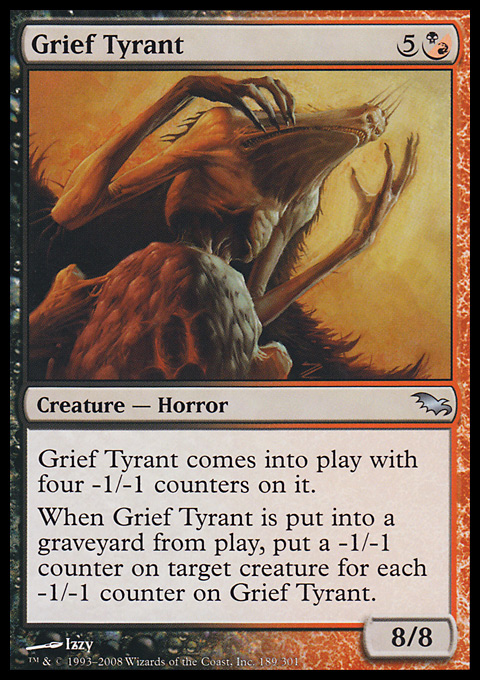 Grief Tyrant 5
Creature — Horror
Grief Tyrant comes into play with
four -1/-1 counters on it.
When Grief Tyrant is put into a
graveyard from play, put a -1/-1
counter on target creature for each
-1/-1 counter on Grief Tyrant.
8/8
Izzy
™ & © 1993–2008 Wizards of the Coast, Inc. 189/301